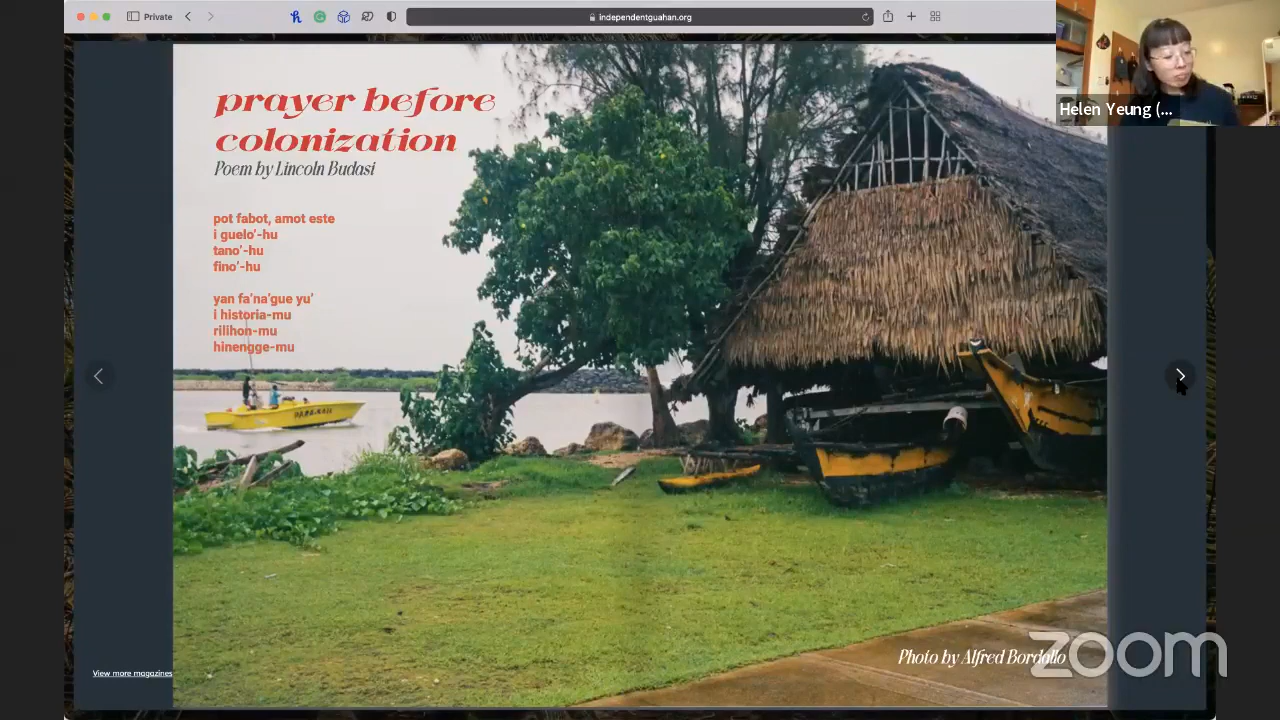 Private
independentguahan.org
Helen Yeung (...
prayer before
colonization
Poem by Lincoln Budasi
pot fabot, amot este
i guelo'-hu
tano'-hu
fino'-hu
yan fa'na'gue yu'
i historia-mu
rilihon-mu
hinengge-mu
View more magazines
Photo by Alfred Bordallo
zoom